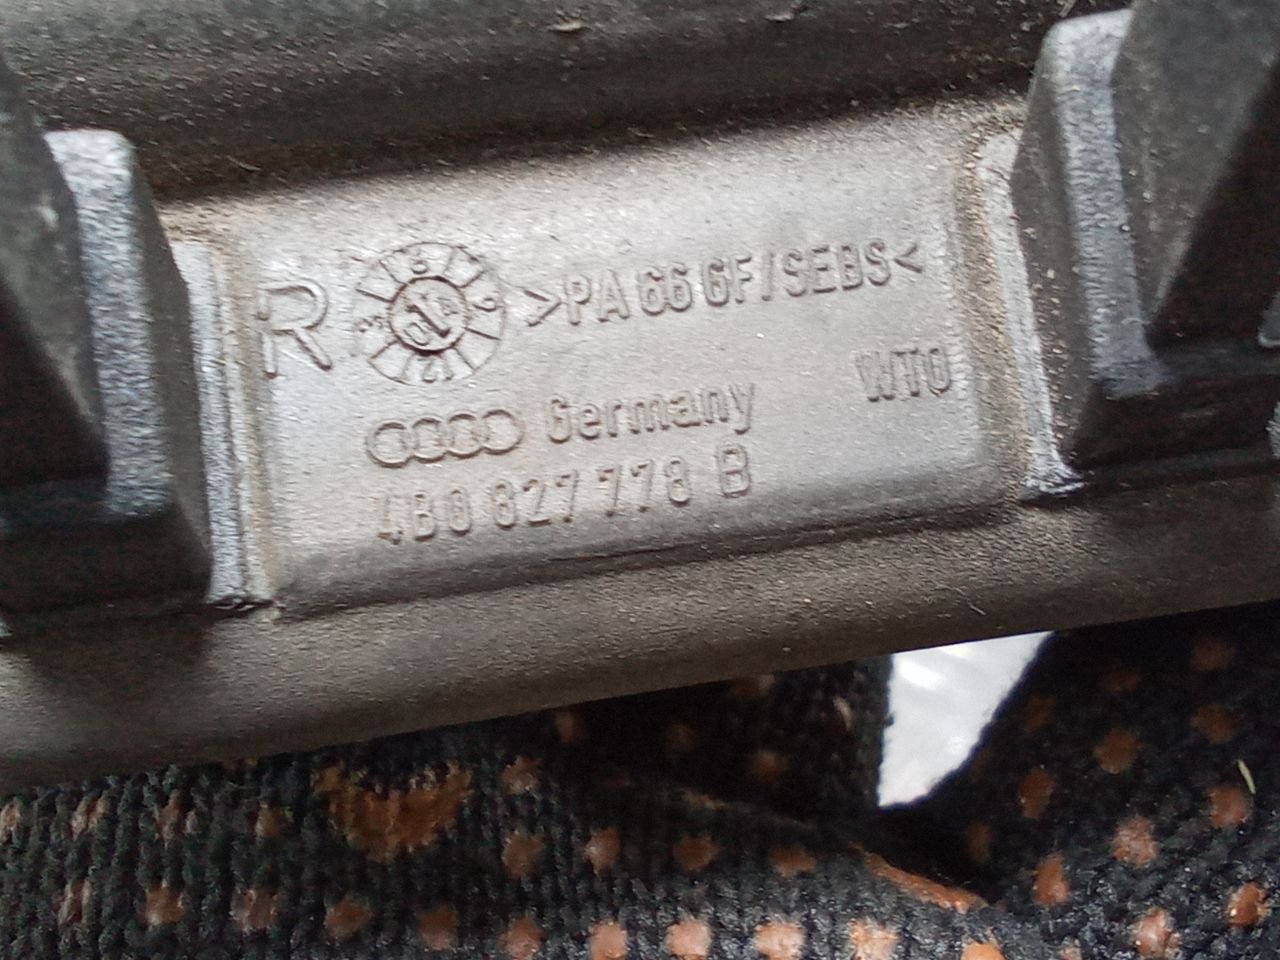 R >PA 66 GF/SEBS<
Germany WTO
4B0 827 778 B